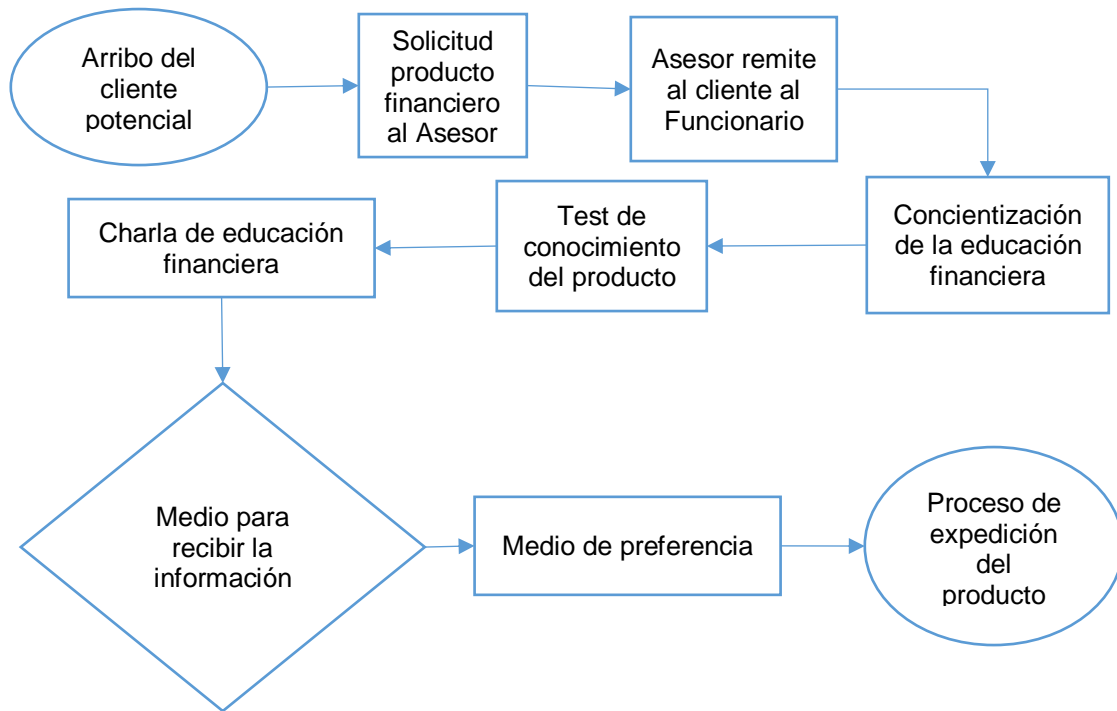 Arribo del
cliente
potencial
Solicitud
producto
financiero
al Asesor
Asesor remite
al cliente al
Funcionario
Concientización
de la educación
financiera
Test de
conocimiento
del producto
Charla de educación
financiera
Medio para
recibir la
información
Medio de preferencia
Proceso de
expedición
del
producto